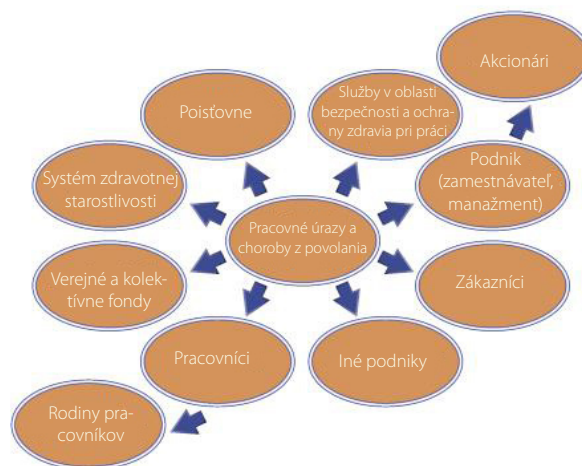 Akcionári
Poisťovne
Služby v oblasti
bezpečnosti a ochra-
ny zdravia pri práci
Systém zdravotnej
starostlivosti
Podnik
(zamestnávateľ,
manažment)
Pracovné úrazy a
choroby z povolania
Verejné a kolek-
tívne fondy
Zákazníci
Pracovníci
Iné podniky
Rodiny pra-
covníkov